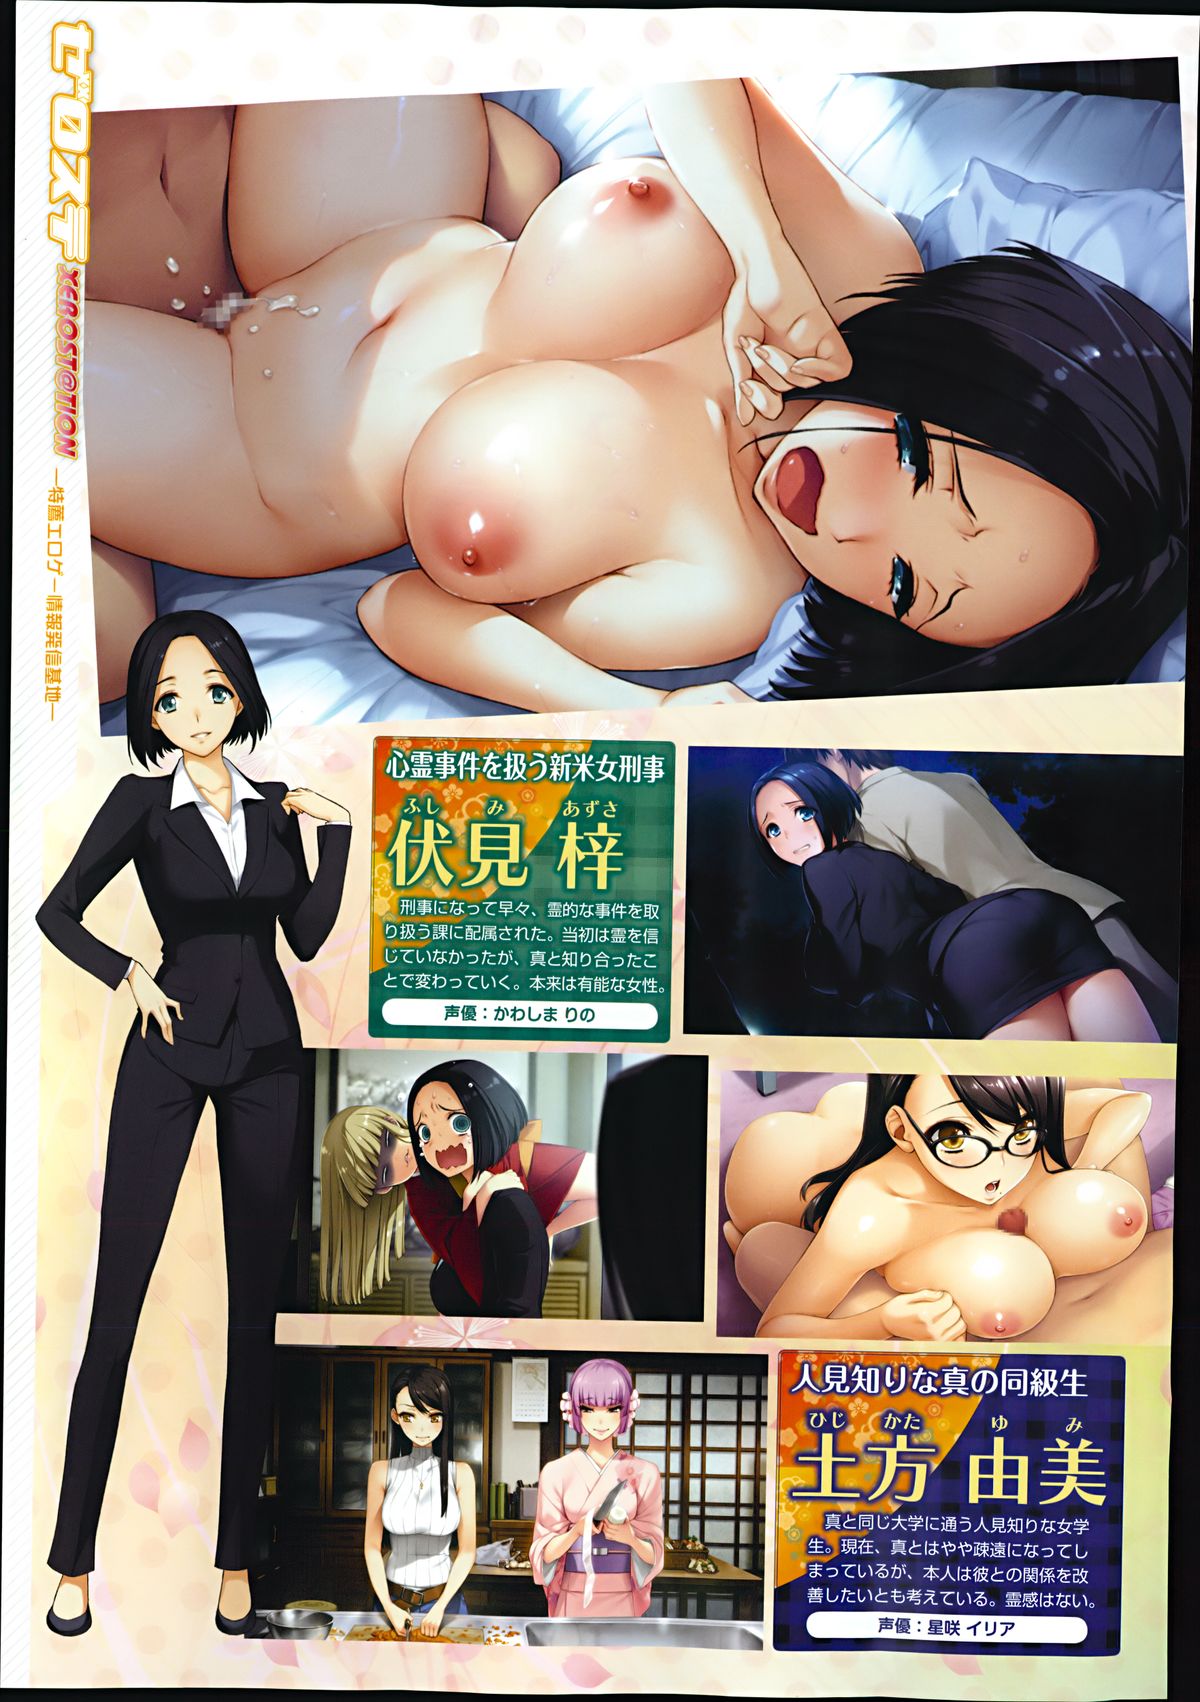 ゼロステ
XEROST@TION
―特薦エロゲー情報発信基地―
心霊事件を扱う新米女刑事
ふしみ あずさ
伏見 梓
刑事になって早々、霊的な事件を取
り扱う課に配属された。当初は霊を信
じていなかったが、真と知り合ったこ
とで変わっていく。本来は有能な女性。
声優：かわしま りの
人見知りな真の同級生
ひじかた ゆみ
土方 由美
真と同じ大学に通う人見知りな女学
生。現在、真とはやや疎遠になってし
まっているが、本人は彼との関係を改
善したいとも考えている。霊感はない。
声優：星咲 イリア